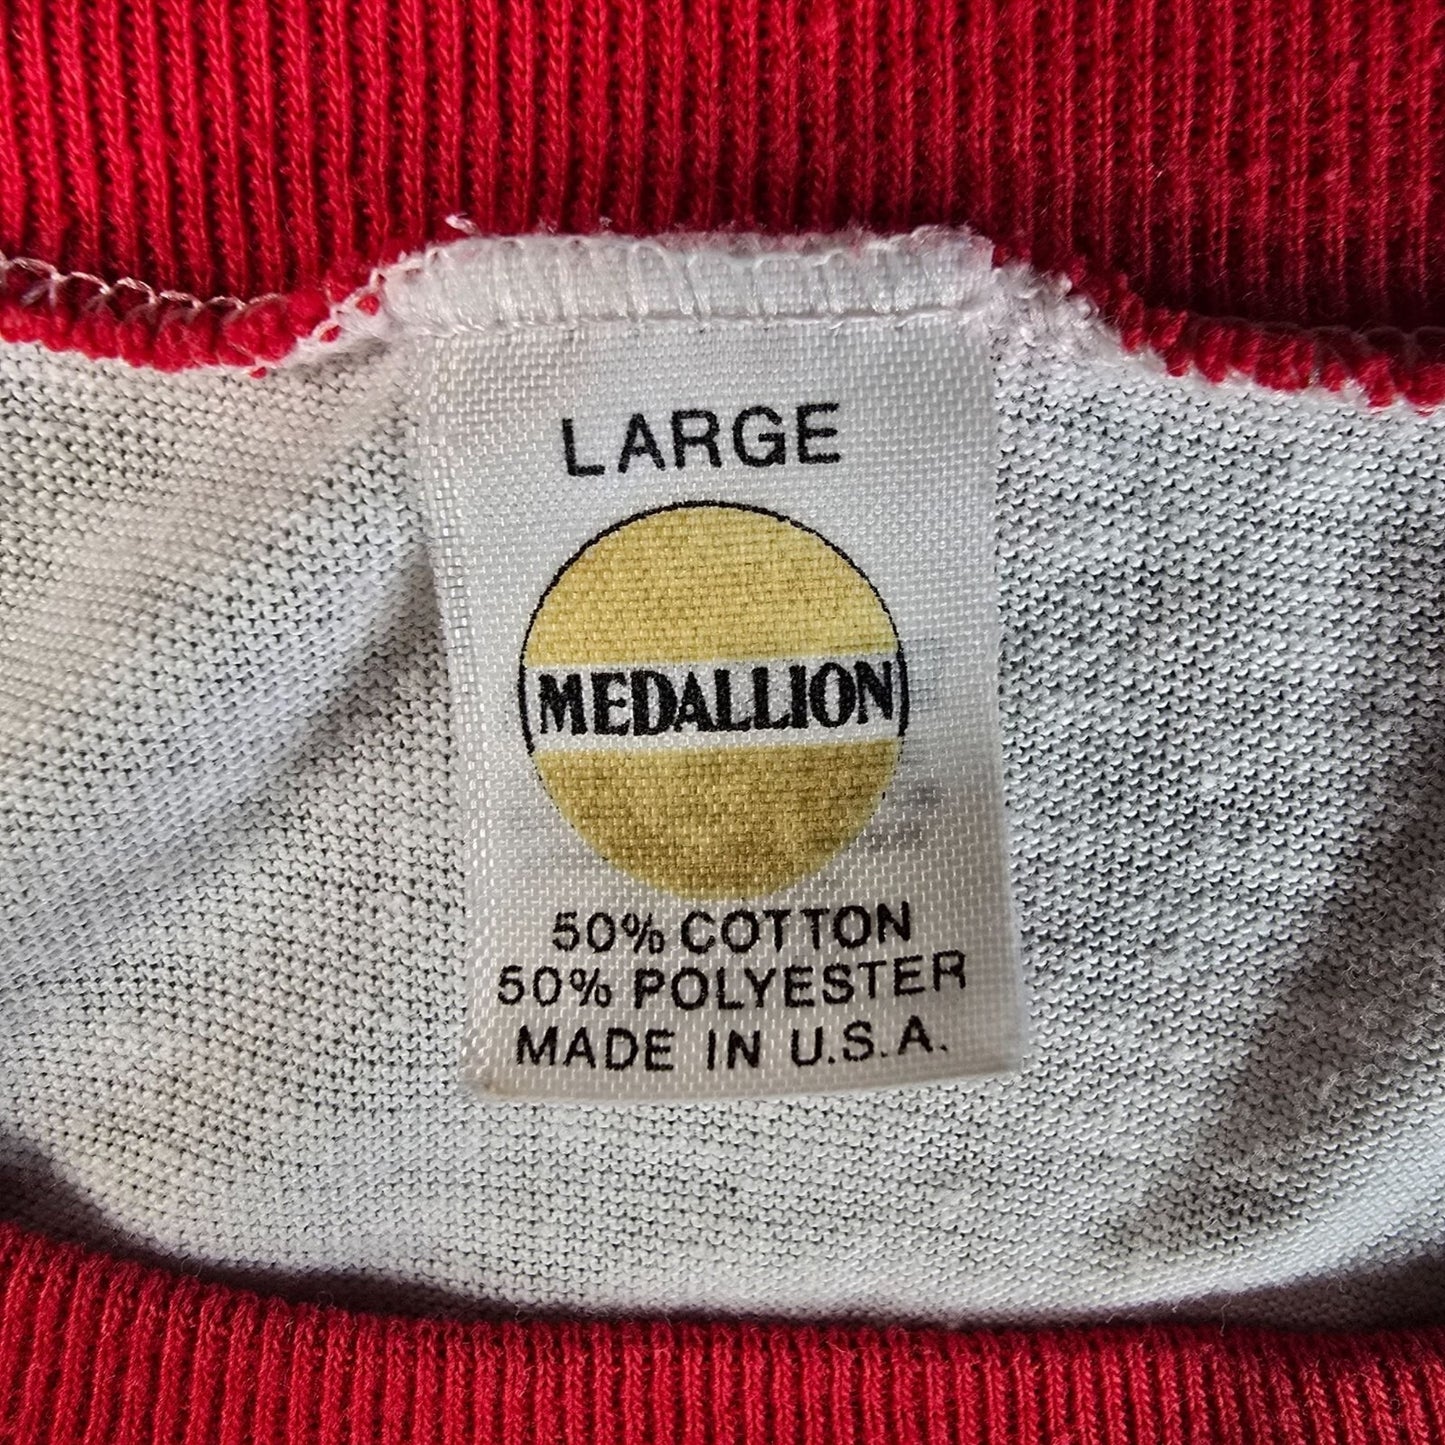 LARGE
MEDALLION
50% COTTON
50% POLYESTER
MADE IN U.S.A.